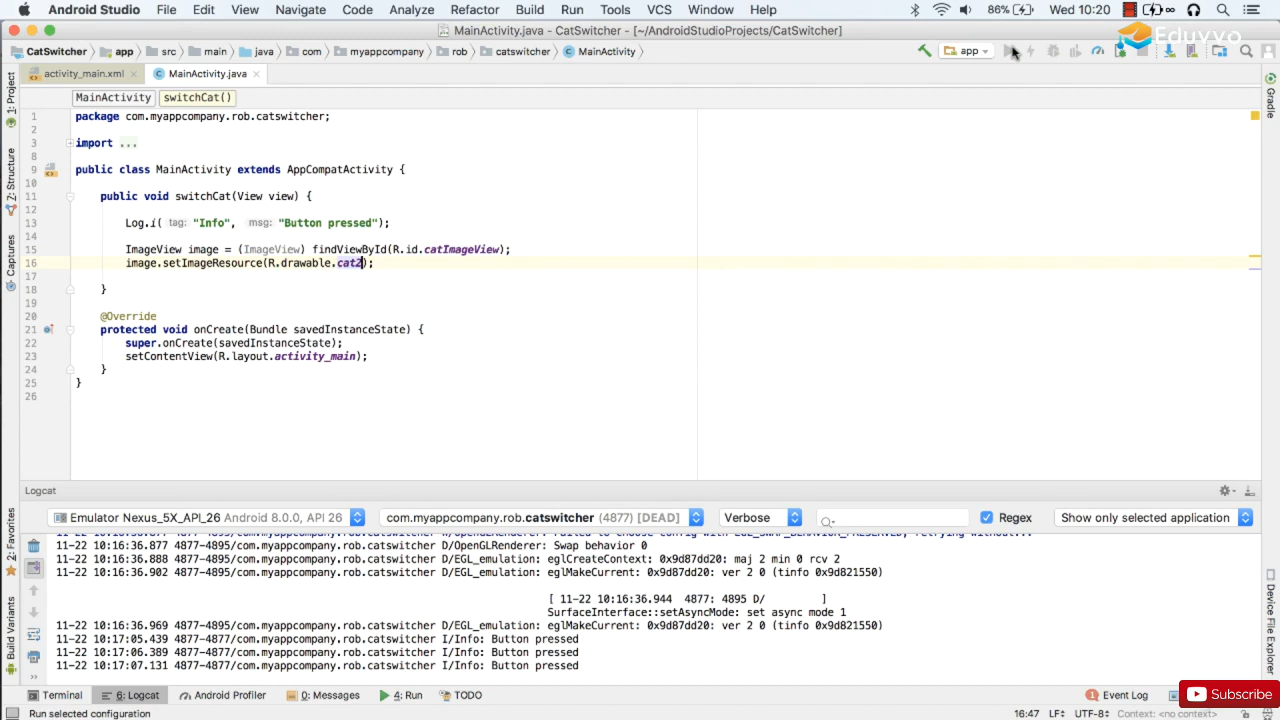 Android Studio File Edit View Navigate Code Analyze Refactor Build Run Tools VCS Window Help 86% Wed 10:20
MainActivity.java - CatSwitcher - [~/AndroidStudioProjects/CatSwitcher]
Eduvvo
CatSwitcher app src main java com myappcompany rob catswitcher MainActivity app
activity_main.xml MainActivity.java
MainActivity switchCat()
1 package com.myappcompany.rob.catswitcher;
2
3 import ...
8
9 public class MainActivity extends AppCompatActivity {
10
11 public void switchCat(View view) {
12
13 Log.i( tag: "Info", msg: "Button pressed");
14
15 ImageView image = (ImageView) findViewById(R.id.catImageView);
16 image.setImageResource(R.drawable.cat2);
17
18 }
19
20 @Override
21 protected void onCreate(Bundle savedInstanceState) {
22 super.onCreate(savedInstanceState);
23 setContentView(R.layout.activity_main);
24 }
25 }
26
1: Project
7: Structure
Captures
2: Favorites
Build Variants
Gradle
Device File Explorer
Logcat
Emulator Nexus_5X_API_26 Android 8.0.0, API 26 com.myappcompany.rob.catswitcher (4877) [DEAD] Verbose Regex Show only selected application
11-22 10:16:36.877 4877-4895/com.myappcompany.rob.catswitcher D/OpenGLRenderer: Swap behavior 0
11-22 10:16:36.888 4877-4895/com.myappcompany.rob.catswitcher D/EGL_emulation: eglCreateContext: 0x9d87dd20: maj 2 min 0 rcv 2
11-22 10:16:36.902 4877-4895/com.myappcompany.rob.catswitcher D/EGL_emulation: eglMakeCurrent: 0x9d87dd20: ver 2 0 (tinfo 0x9d821550)
[ 11-22 10:16:36.944 4877: 4895 D/ ]
SurfaceInterface::setAsyncMode: set async mode 1
11-22 10:16:36.969 4877-4895/com.myappcompany.rob.catswitcher D/EGL_emulation: eglMakeCurrent: 0x9d87dd20: ver 2 0 (tinfo 0x9d821550)
11-22 10:17:05.439 4877-4877/com.myappcompany.rob.catswitcher I/Info: Button pressed
11-22 10:17:06.389 4877-4877/com.myappcompany.rob.catswitcher I/Info: Button pressed
11-22 10:17:07.131 4877-4877/com.myappcompany.rob.catswitcher I/Info: Button pressed
Terminal 6: Logcat Android Profiler 0: Messages 4: Run TODO 1 Event Log
Subscribe
Run selected configuration 16:47 LF÷ UTF-8÷ Context: <no context>